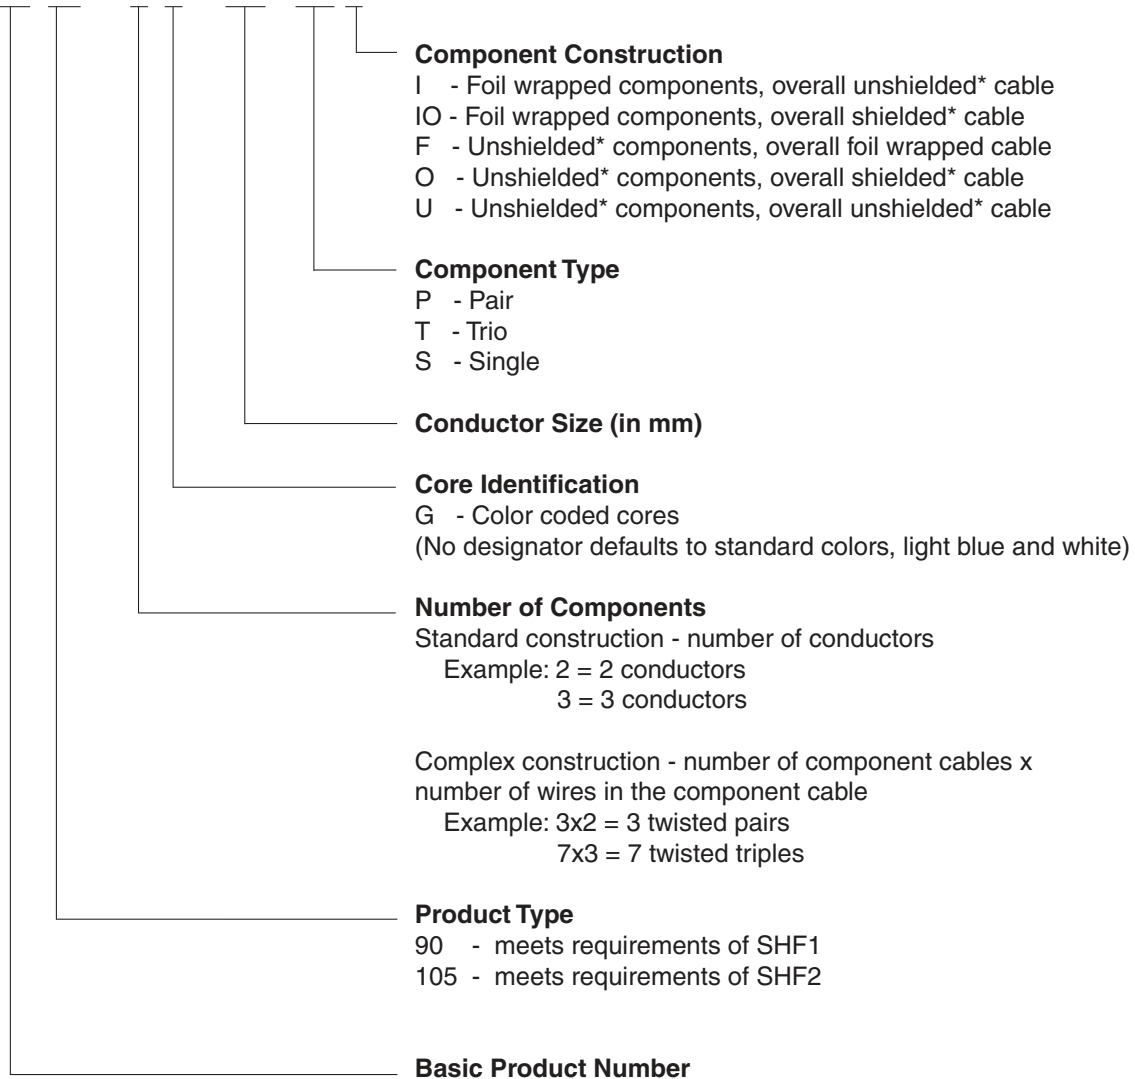 Component Construction
I - Foil wrapped components, overall unshielded* cable
IO - Foil wrapped components, overall shielded* cable
F - Unshielded* components, overall foil wrapped cable
O - Unshielded* components, overall shielded* cable
U - Unshielded* components, overall unshielded* cable
Component Type
P - Pair
T - Trio
S - Single
Conductor Size (in mm)
Core Identification
G - Color coded cores
(No designator defaults to standard colors, light blue and white)
Number of Components
Standard construction - number of conductors
Example: 2 = 2 conductors
3 = 3 conductors
Complex construction - number of component cables x
number of wires in the component cable
Example: 3x2 = 3 twisted pairs
7x3 = 7 twisted triples
Product Type
90 - meets requirements of SHF1
105 - meets requirements of SHF2
Basic Product Number